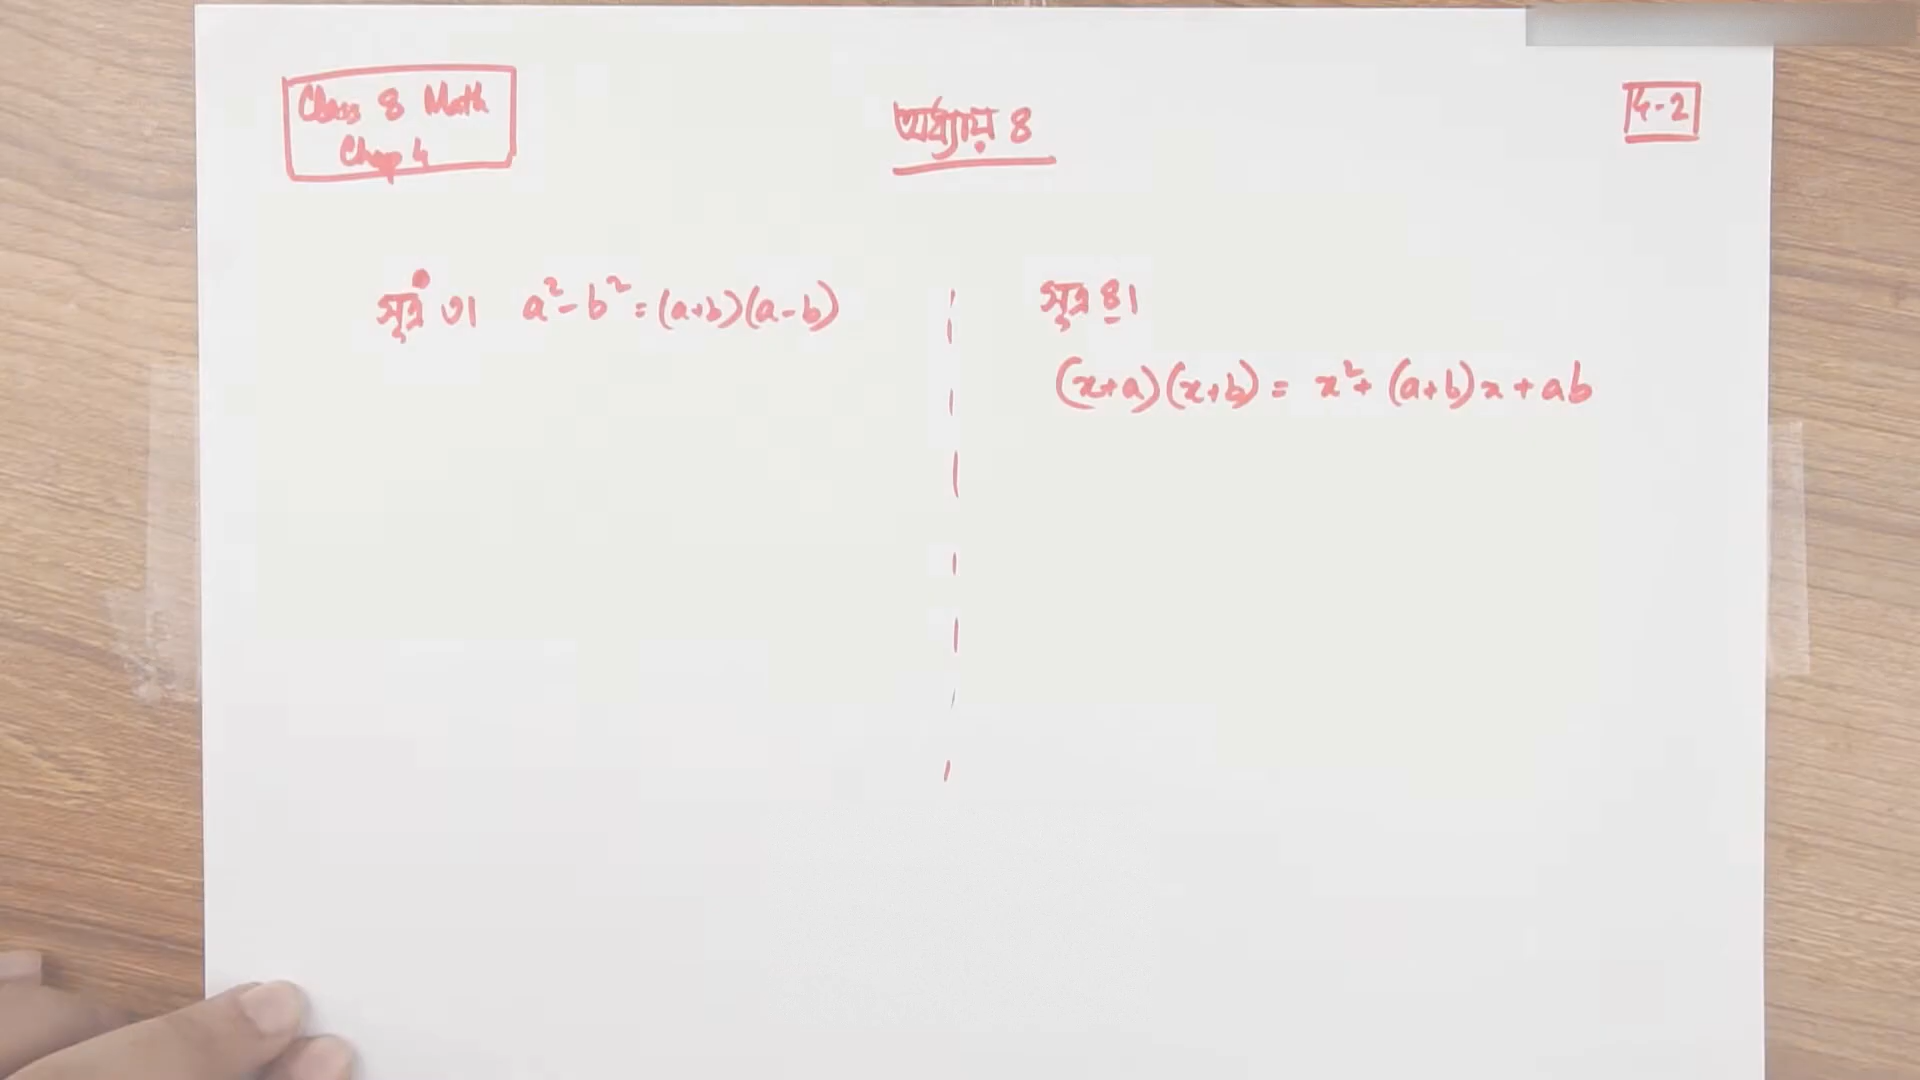 Class 8 Math
Chap 4
অধ্যায় ৪
4-2
সূত্র ৩। a²-b²=(a+b)(a-b)
সূত্র ৪।
(x+a)(x+b)= x²+(a+b)x+ab